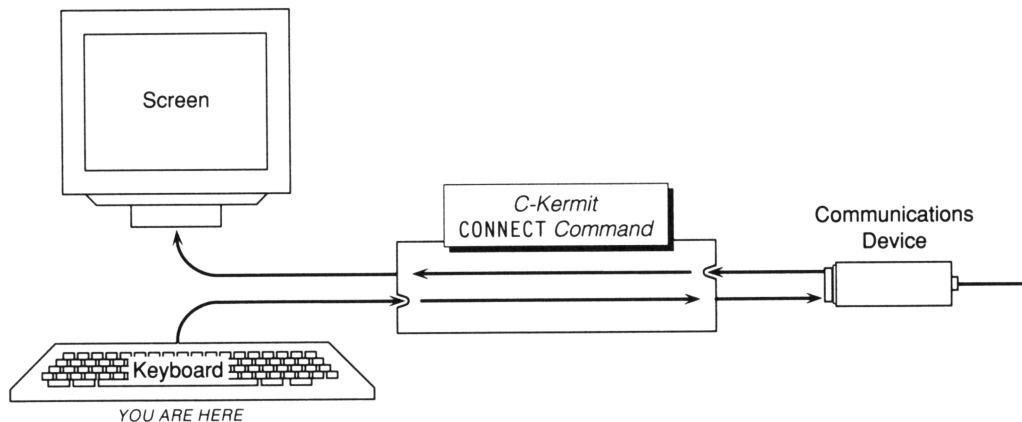 Screen
C-Kermit
CONNECT Command
Communications
Device
Keyboard
YOU ARE HERE